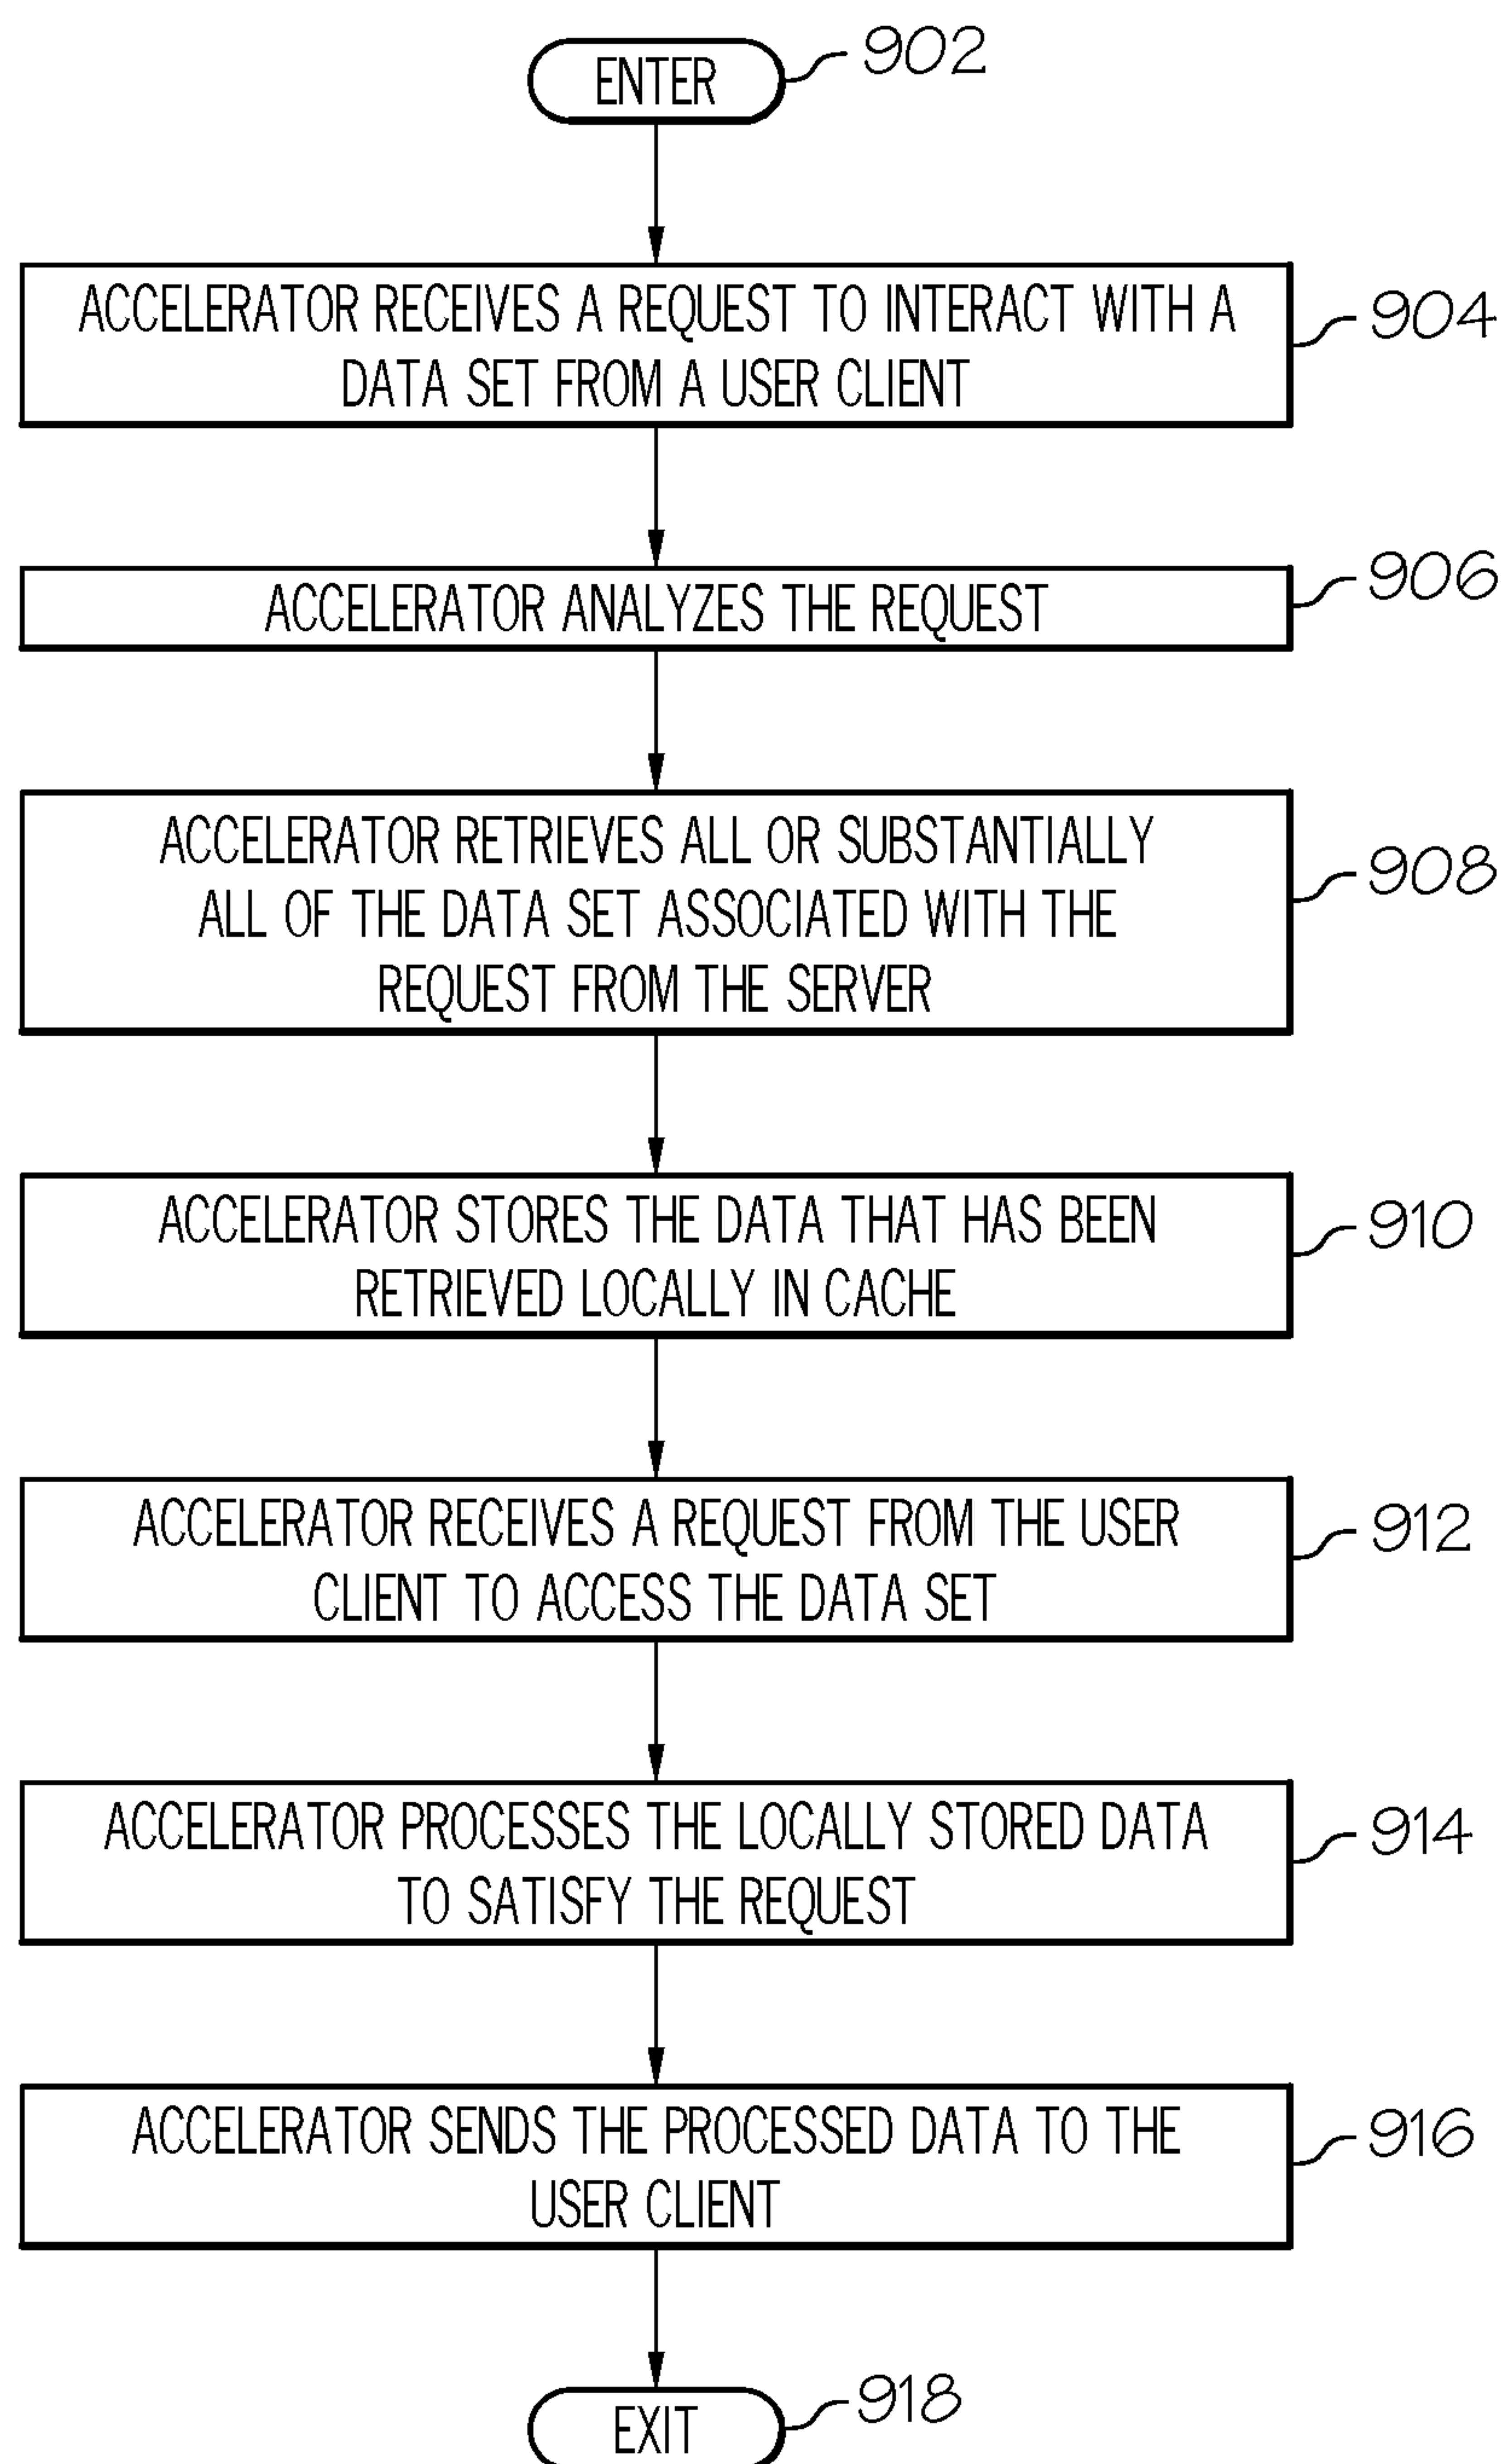 ENTER
902
ACCELERATOR RECEIVES A REQUEST TO INTERACT WITH A
DATA SET FROM A USER CLIENT
904
ACCELERATOR ANALYZES THE REQUEST
906
ACCELERATOR RETRIEVES ALL OR SUBSTANTIALLY
ALL OF THE DATA SET ASSOCIATED WITH THE
REQUEST FROM THE SERVER
908
ACCELERATOR STORES THE DATA THAT HAS BEEN
RETRIEVED LOCALLY IN CACHE
910
ACCELERATOR RECEIVES A REQUEST FROM THE USER
CLIENT TO ACCESS THE DATA SET
912
ACCELERATOR PROCESSES THE LOCALLY STORED DATA
TO SATISFY THE REQUEST
914
ACCELERATOR SENDS THE PROCESSED DATA TO THE
USER CLIENT
916
EXIT
918